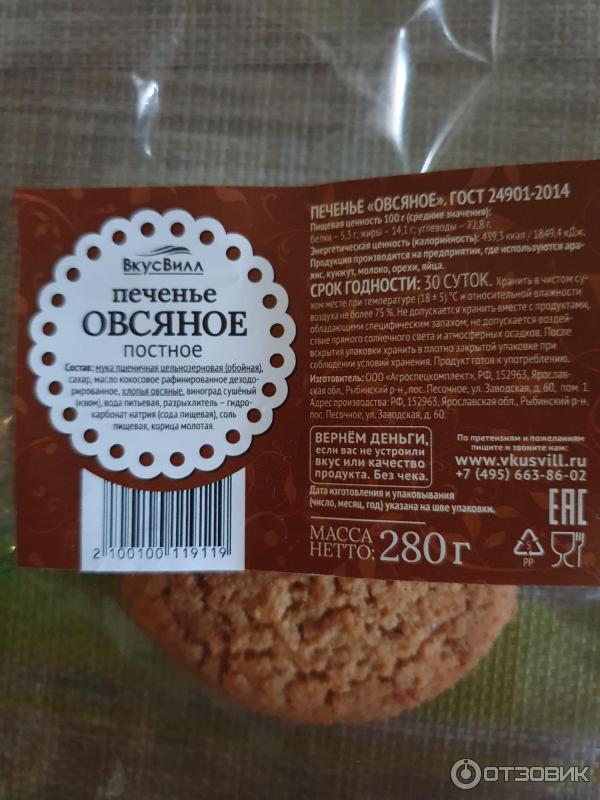 ВкусВилл
печенье
ОВСЯНОЕ
постное
Состав: мука пшеничная цельнозерновая (обойная),
сахар, масло кокосовое рафинированное дезодо-
рированное, хлопья овсяные, виноград сушёный
(изюм), вода питьевая, разрыхлитель – гидро-
карбонат натрия (сода пищевая), соль
пищевая, корица молотая.
2 100100 119119
ПЕЧЕНЬЕ «ОВСЯНОЕ». ГОСТ 24901-2014
Пищевая ценность 100 г (средние значения):
белки – 5,3 г; жиры – 14,1 г; углеводы – 72,8 г.
Энергетическая ценность (калорийность): 439,3 ккал / 1849,4 кДж.
Продукция производится на предприятии, где используются ара-
хис, кунжут, молоко, орехи, яйца.
СРОК ГОДНОСТИ: 30 СУТОК. Хранить в чистом су-
хом месте при температуре (18 ± 5) °С и относительной влажности
воздуха не более 75 %. Не допускается хранить вместе с продуктами,
обладающими специфическим запахом, не допускается воздей-
ствия прямого солнечного света и атмосферных осадков. После
вскрытия упаковки хранить в плотно закрытой упаковке при
соблюдении условий хранения. Продукт готов к употреблению.
Изготовитель: ООО «Агроспецкомплект», РФ, 152963, Ярослав-
ская обл., Рыбинский р-н, пос. Песочное, ул. Заводская, д. 60, пом. 1.
Адрес производства: РФ, 152963, Ярославская обл., Рыбинский р-н,
пос. Песочное, ул. Заводская, д. 60.
ВЕРНЁМ ДЕНЬГИ,
если вас не устроили
вкус или качество
продукта. Без чека.
По претензиям и пожеланиям
пишите и звоните:
www.vkusvill.ru
+7 (495) 663-86-02
Дата изготовления и упаковывания
(число, месяц, год) указана на шве упаковки.
EAC
МАССА
НЕТТО: 280 г
5
PP
ОТЗОВИК